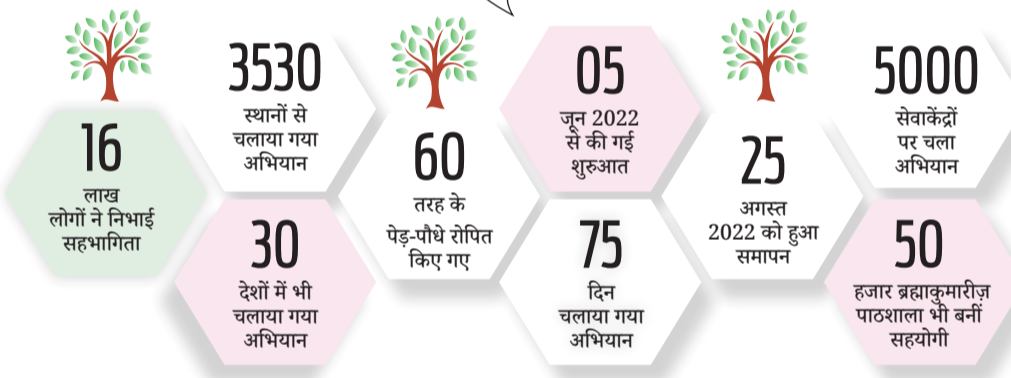 16
लाख
लोगों ने निभाई
सहभागिता
3530
स्थानों से
चलाया गया
अभियान
30
देशों में भी
चलाया गया
अभियान
60
तरह के
पेड़-पौधे रोपित
किए गए
05
जून 2022
से की गई
शुरुआत
75
दिन
चलाया गया
अभियान
25
अगस्त
2022 को हुआ
समापन
5000
सेवाकेंद्रों
पर चला
अभियान
50
हजार ब्रह्माकुमारीज़
पाठशाला भी बनीं
सहयोगी